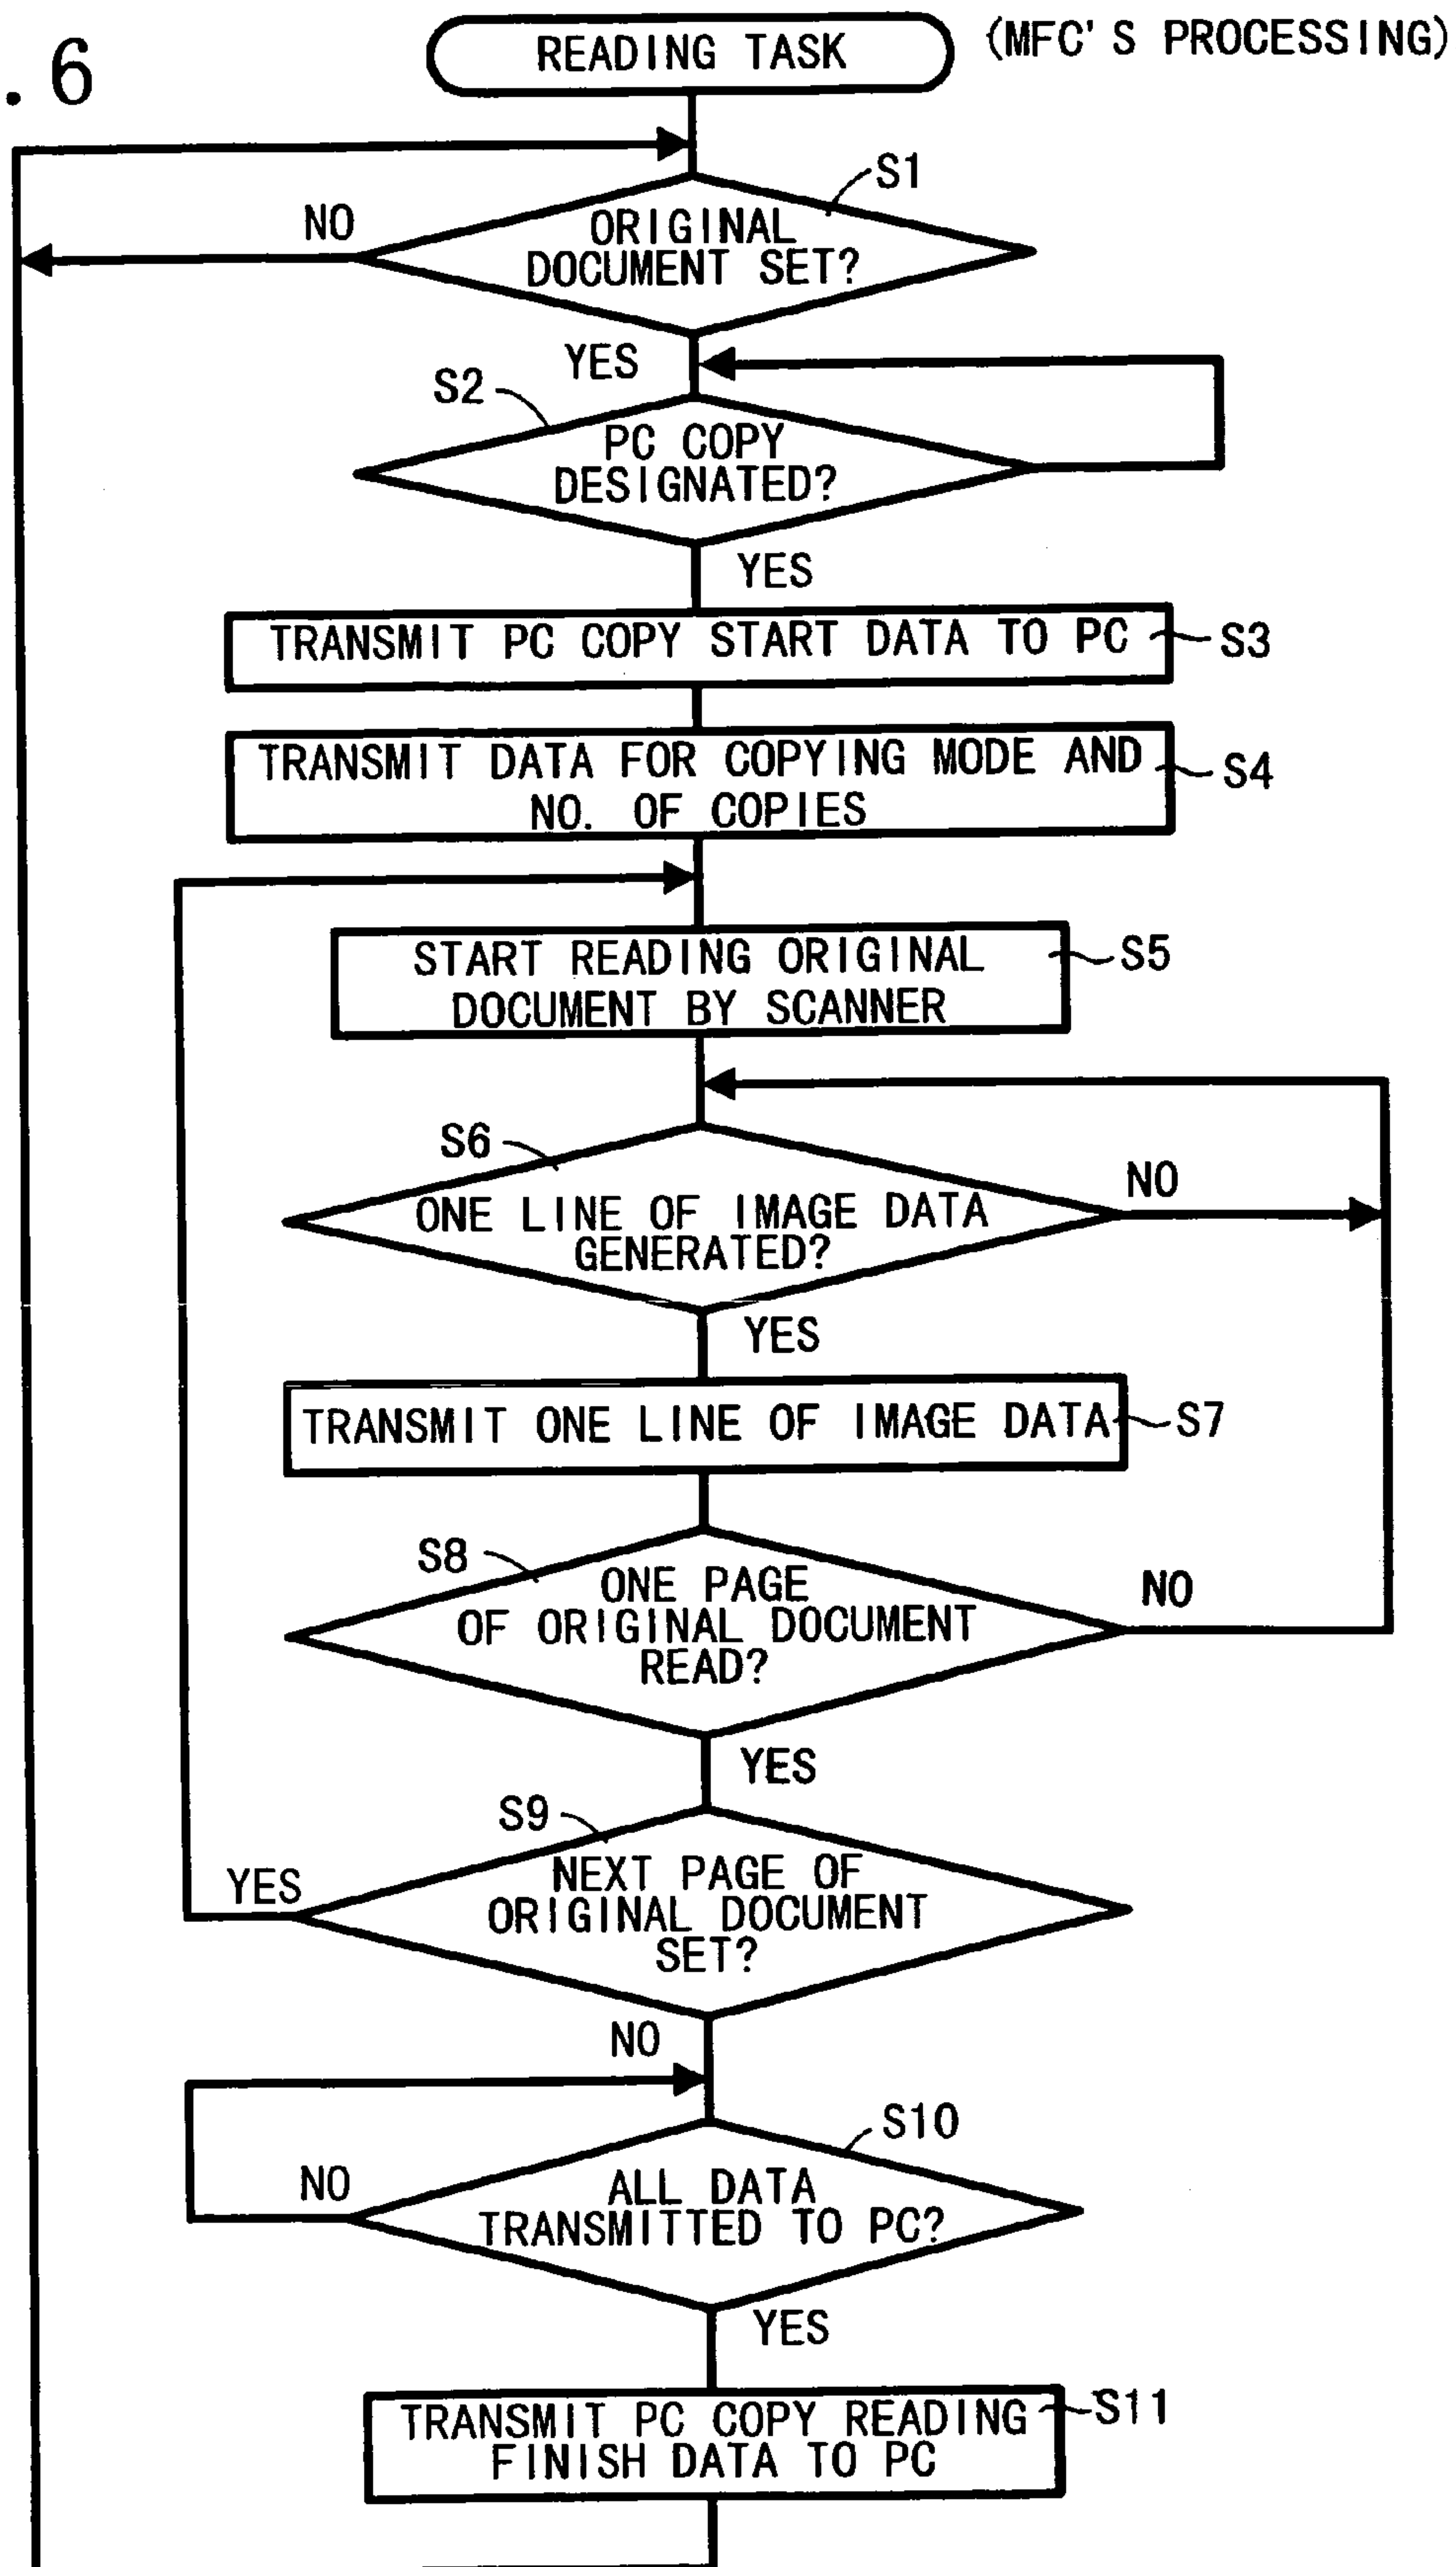 . 6
READING TASK
(MFC'S PROCESSING)
S1
NO
ORIGINAL
DOCUMENT SET?
YES
S2
PC COPY
DESIGNATED?
YES
TRANSMIT PC COPY START DATA TO PC
S3
TRANSMIT DATA FOR COPYING MODE AND
NO. OF COPIES
S4
START READING ORIGINAL
DOCUMENT BY SCANNER
S5
S6
NO
ONE LINE OF IMAGE DATA
GENERATED?
YES
TRANSMIT ONE LINE OF IMAGE DATA
S7
S8
ONE PAGE
OF ORIGINAL DOCUMENT
READ?
NO
YES
S9
YES
NEXT PAGE OF
ORIGINAL DOCUMENT
SET?
NO
S10
NO
ALL DATA
TRANSMITTED TO PC?
YES
TRANSMIT PC COPY READING
FINISH DATA TO PC
S11